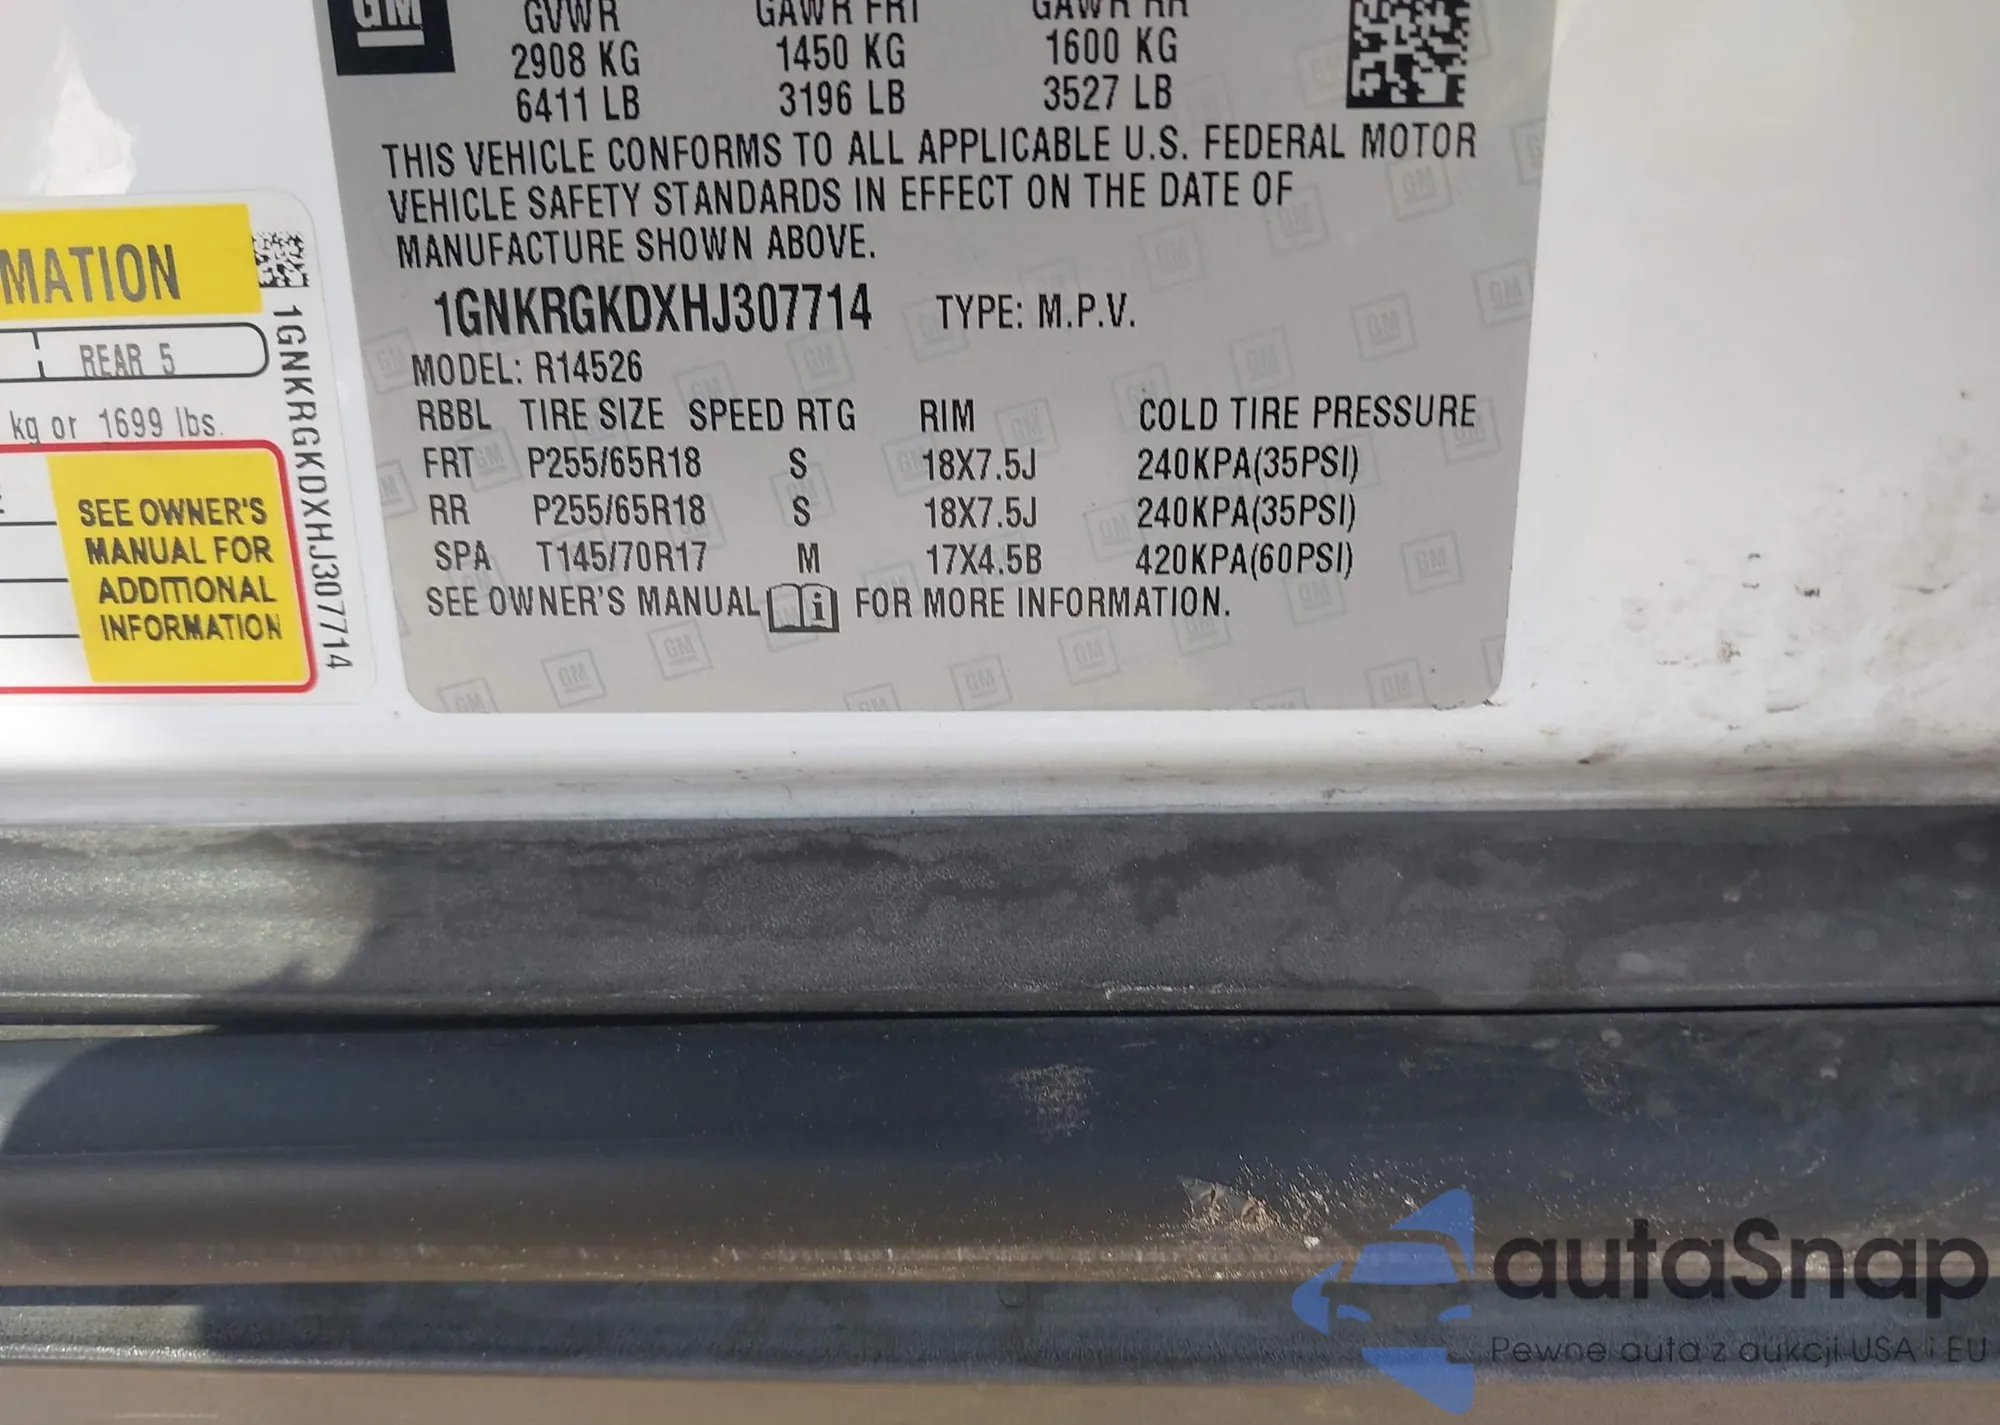 GM
GVWR GAWR FRT GAWR RR
2908 KG 1450 KG 1600 KG
6411 LB 3196 LB 3527 LB
THIS VEHICLE CONFORMS TO ALL APPLICABLE U.S. FEDERAL MOTOR
VEHICLE SAFETY STANDARDS IN EFFECT ON THE DATE OF
MANUFACTURE SHOWN ABOVE.
1GNKRGKDXHJ307714 TYPE: M.P.V.
MODEL: R14526
RBBL TIRE SIZE SPEED RTG RIM COLD TIRE PRESSURE
FRT P255/65R18 S 18X7.5J 240KPA(35PSI)
RR P255/65R18 S 18X7.5J 240KPA(35PSI)
SPA T145/70R17 M 17X4.5B 420KPA(60PSI)
SEE OWNER'S MANUAL i FOR MORE INFORMATION.
MATION
REAR 5
kg or 1699 lbs.
SEE OWNER'S
MANUAL FOR
ADDITIONAL
INFORMATION
1GNKRGKDXHJ307714
autaSnap
Pewne auta z aukcji USA i EU